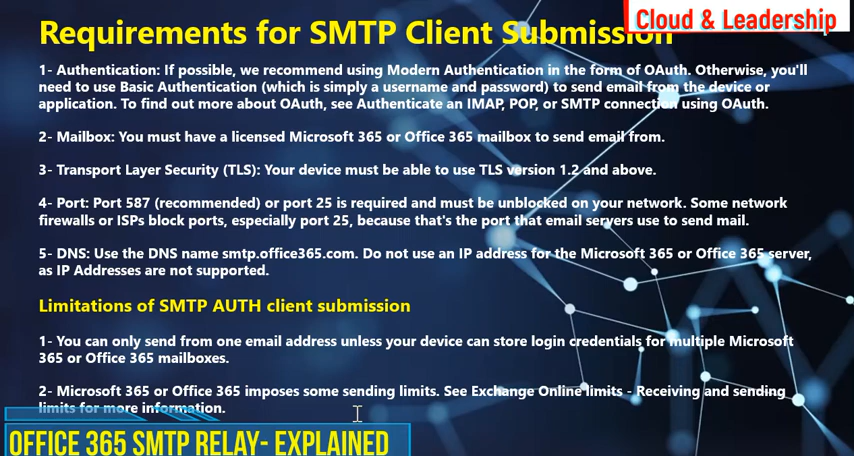 Requirements for SMTP Client Submission
Cloud & Leadership
1- Authentication: If possible, we recommend using Modern Authentication in the form of OAuth. Otherwise, you'll
need to use Basic Authentication (which is simply a username and password) to send email from the device or
application. To find out more about OAuth, see Authenticate an IMAP, POP, or SMTP connection using OAuth.
2- Mailbox: You must have a licensed Microsoft 365 or Office 365 mailbox to send email from.
3- Transport Layer Security (TLS): Your device must be able to use TLS version 1.2 and above.
4- Port: Port 587 (recommended) or port 25 is required and must be unblocked on your network. Some network
firewalls or ISPs block ports, especially port 25, because that's the port that email servers use to send mail.
5- DNS: Use the DNS name smtp.office365.com. Do not use an IP address for the Microsoft 365 or Office 365 server,
as IP Addresses are not supported.
Limitations of SMTP AUTH client submission
1- You can only send from one email address unless your device can store login credentials for multiple Microsoft
365 or Office 365 mailboxes.
2- Microsoft 365 or Office 365 imposes some sending limits. See Exchange Online limits - Receiving and sending
limits for more information.
OFFICE 365 SMTP RELAY- EXPLAINED